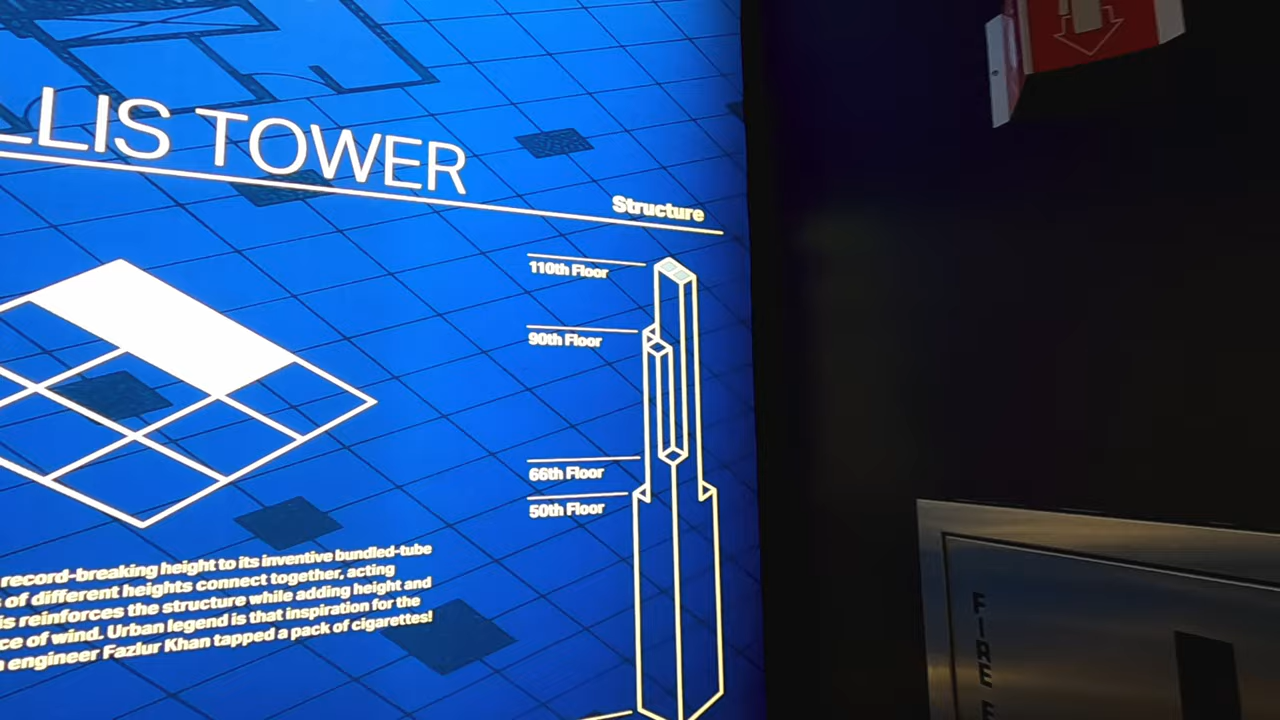 LLIS TOWER
Structure
110th Floor
90th Floor
66th Floor
50th Floor
record-breaking height to its inventive bundled-tube
of different heights connect together, acting
is reinforces the structure while adding height and
ce of wind. Urban legend is that inspiration for the
engineer Fazlur Khan tapped a pack of cigarettes!
FIRE E